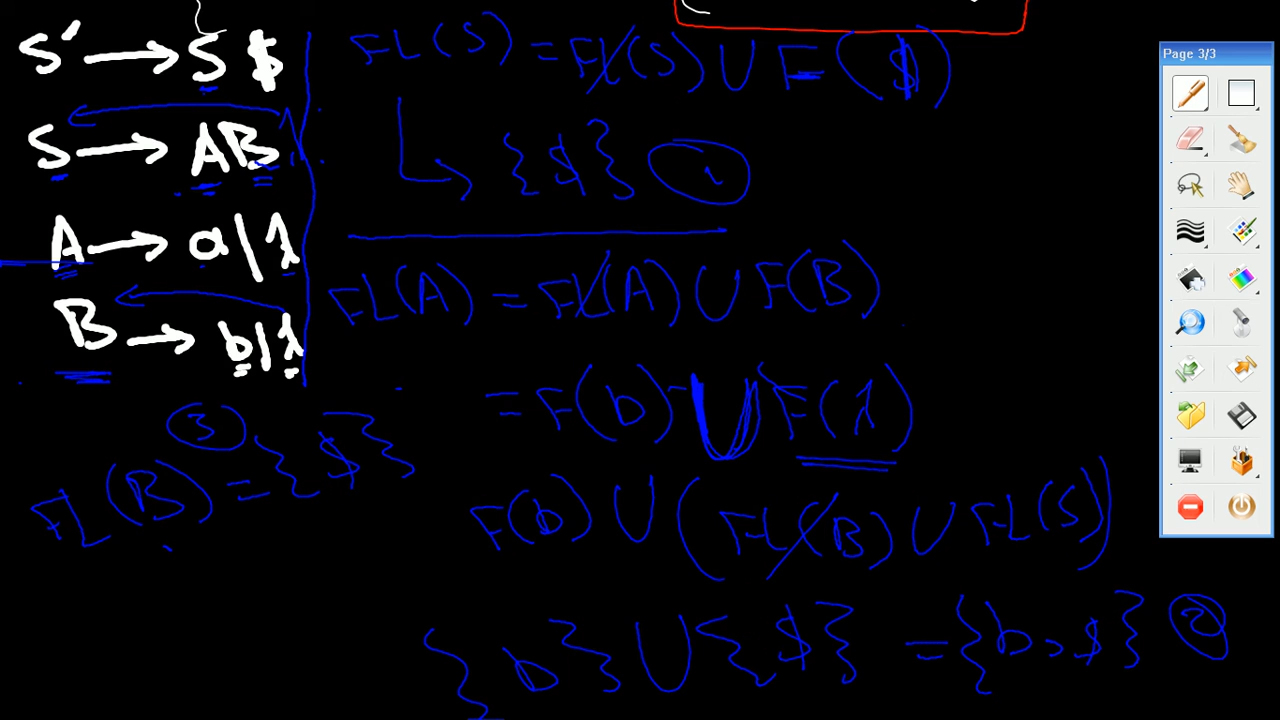 S' → S $
S → AB
A → a/λ
B → b/λ
FL(S) = FL(S) ∪ F($)
{$} 1
FL(A) = FL(A) ∪ F(B)
= F(b) ∪ F(λ)
F(b) ∪ (FL(B) ∪ FL(S))
{b} ∪ {$} = {b, $} 2
3
FL(B) = {$}
Page 3/3